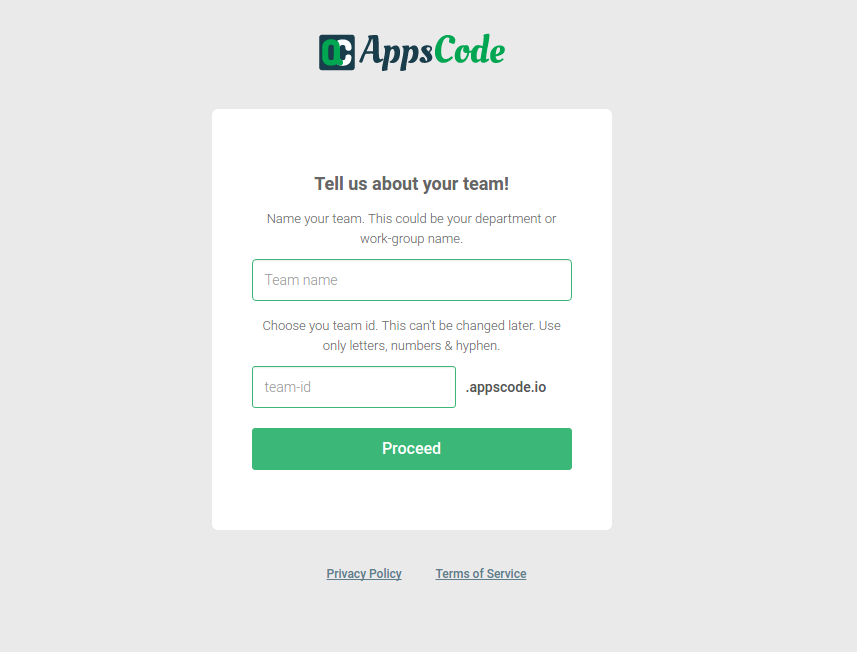 AppsCode
Tell us about your team!
Name your team. This could be your department or
work-group name.
Team name
Choose you team id. This can't be changed later. Use
only letters, numbers & hyphen.
team-id .appscode.io
Proceed
Privacy Policy Terms of Service